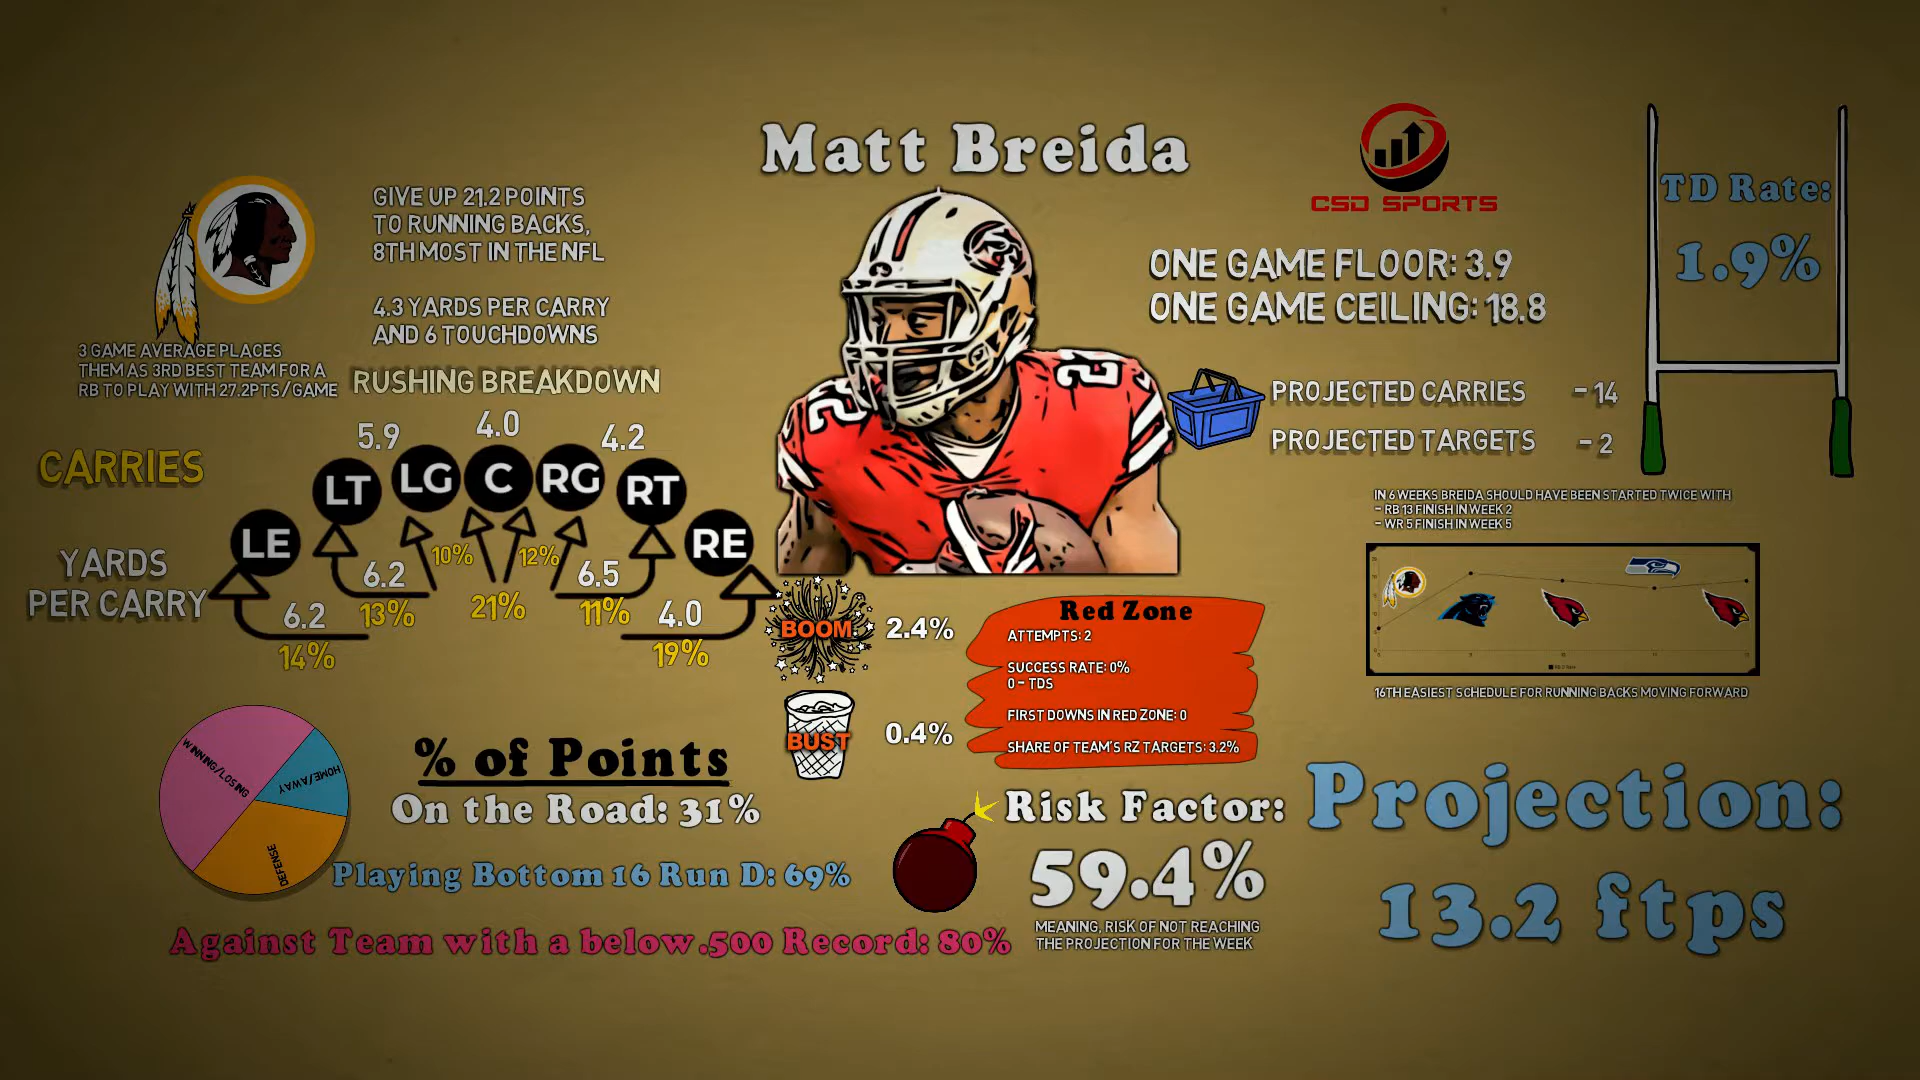 Matt Breida
CSD SPORTS
TD Rate:
1.9%
GIVE UP 21.2 POINTS
TO RUNNING BACKS,
8TH MOST IN THE NFL
4.3 YARDS PER CARRY
AND 6 TOUCHDOWNS
3 GAME AVERAGE PLACES
THEM AS 3RD BEST TEAM FOR A
RB TO PLAY WITH 27.2PTS/GAME
RUSHING BREAKDOWN
CARRIES
YARDS
PER CARRY
5.9
4.0
4.2
LE
LT
LG
C
RG
RT
RE
10%
12%
6.2
13%
21%
6.5
11%
6.2
14%
4.0
19%
22
22
ONE GAME FLOOR: 3.9
ONE GAME CEILING: 18.8
PROJECTED CARRIES - 14
PROJECTED TARGETS - 2
IN 6 WEEKS BREIDA SHOULD HAVE BEEN STARTED TWICE WITH
- RB 13 FINISH IN WEEK 2
- WR 5 FINISH IN WEEK 5
16TH EASIEST SCHEDULE FOR RUNNING BACKS MOVING FORWARD
BOOM
2.4%
BUST
0.4%
Red Zone
ATTEMPTS: 2
SUCCESS RATE: 0%
0 - TDS
FIRST DOWNS IN RED ZONE: 0
SHARE OF TEAM'S RZ TARGETS: 3.2%
WINNING/LOSING
HOME/AWAY
DEFENSE
% of Points
On the Road: 31%
Playing Bottom 16 Run D: 69%
Against Team with a below .500 Record: 80%
Risk Factor:
59.4%
MEANING, RISK OF NOT REACHING
THE PROJECTION FOR THE WEEK
Projection:
13.2 ftps